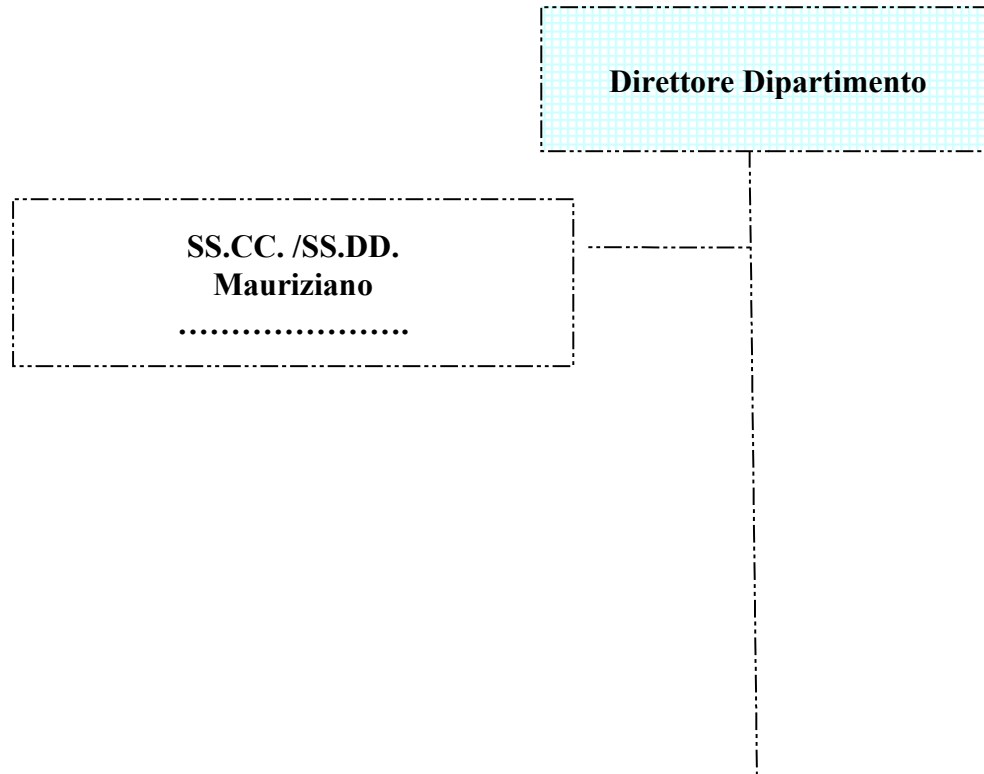 Direttore Dipartimento
SS.CC. /SS.DD.
Mauriziano
…………………..